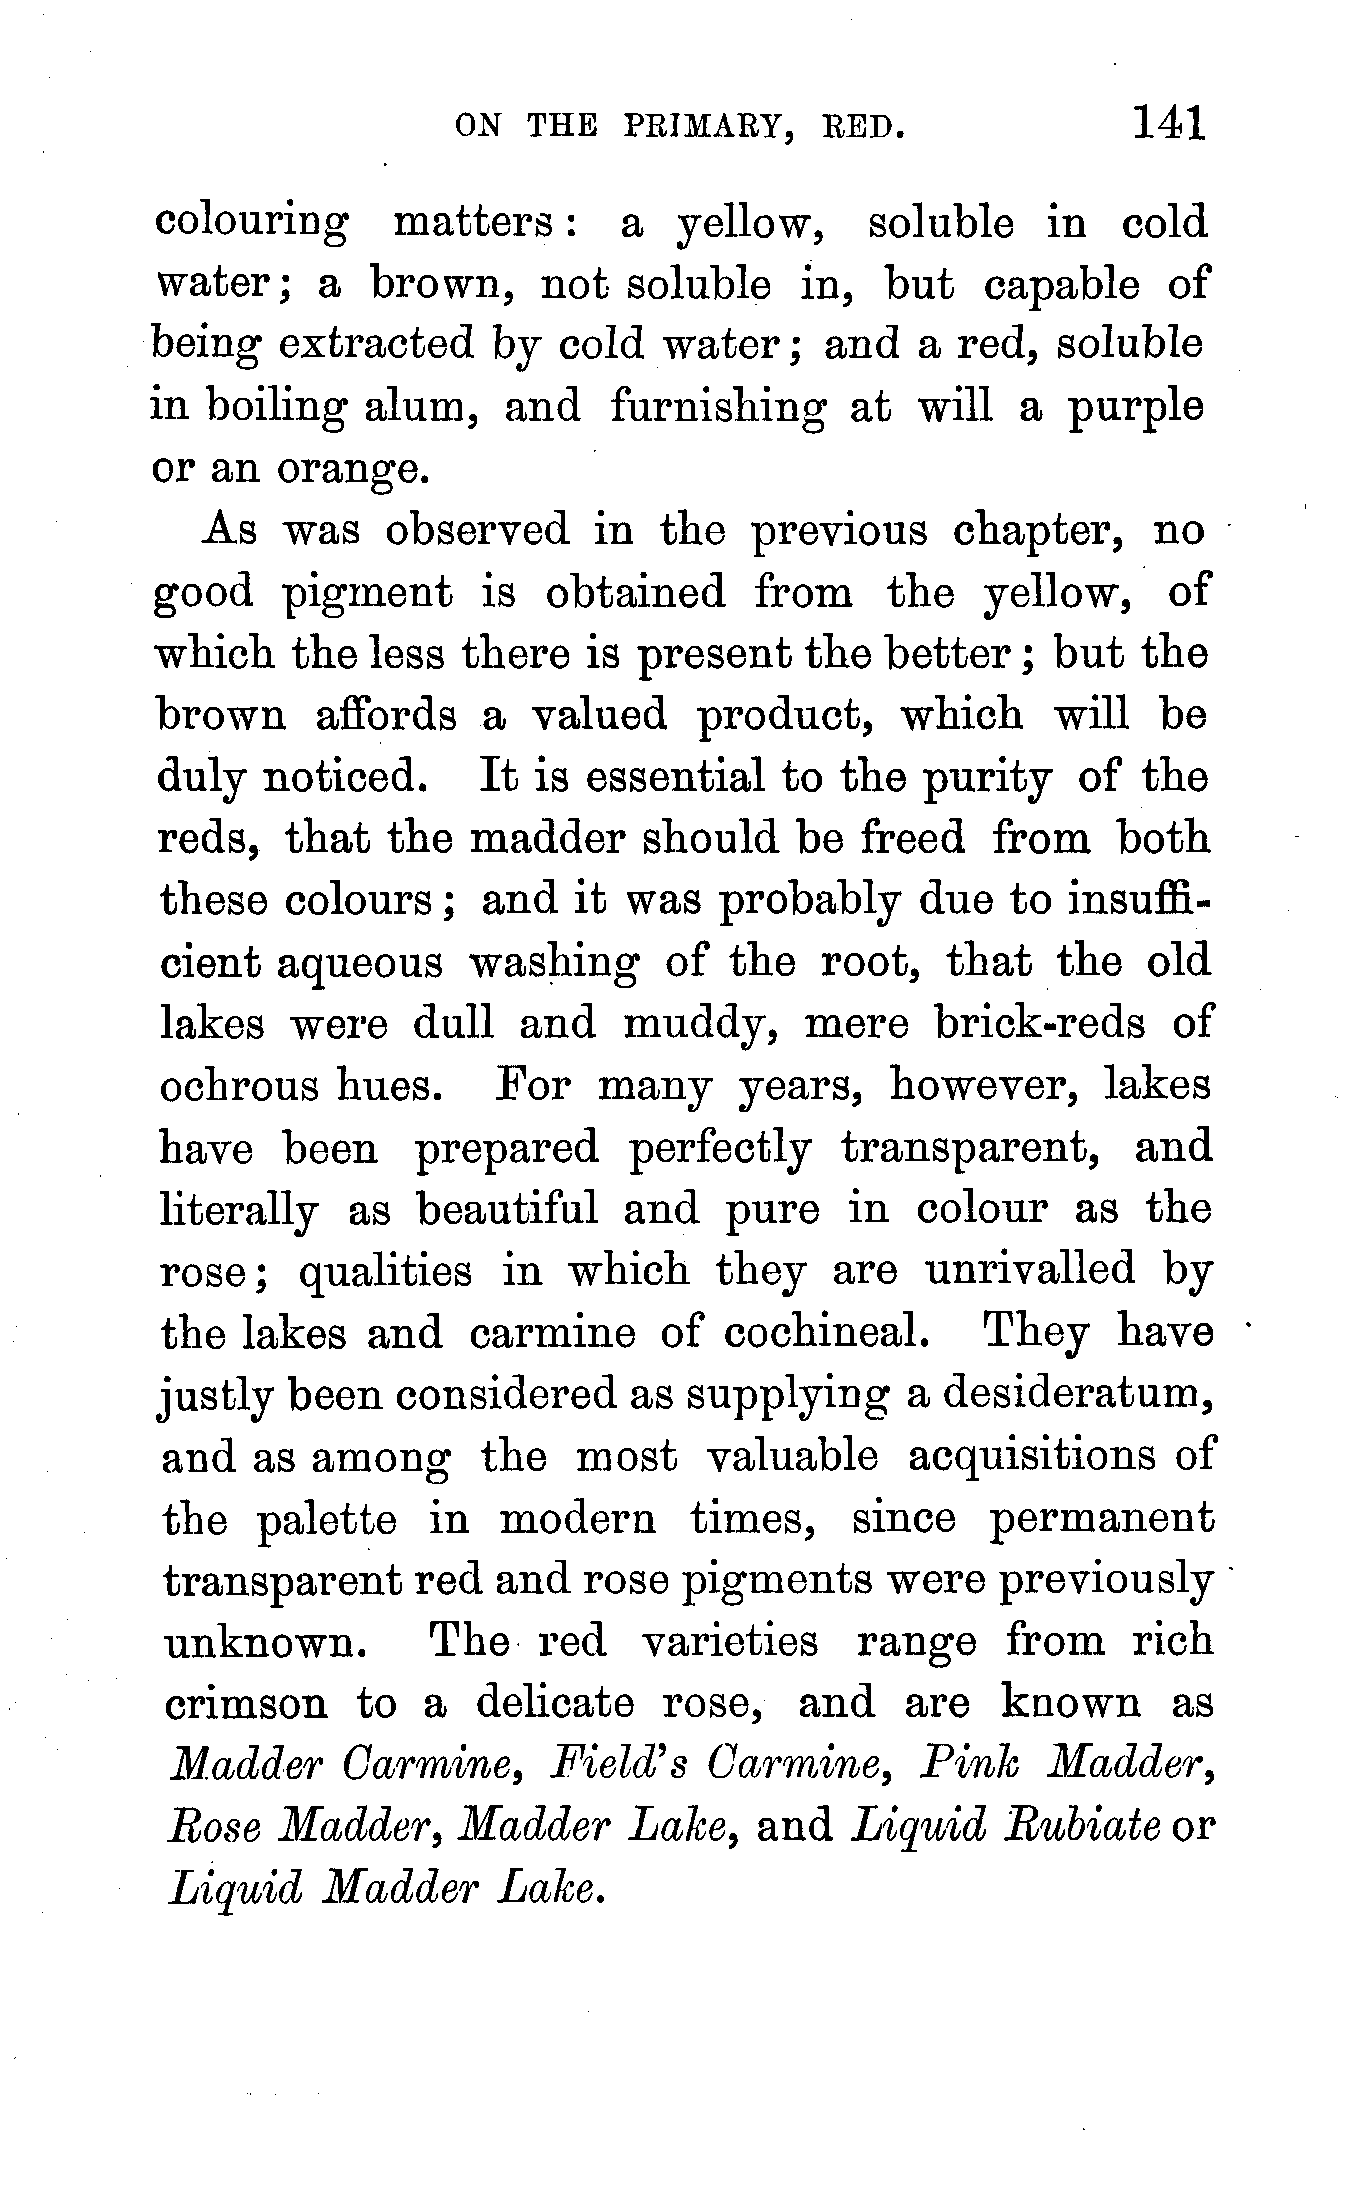 ON THE PRIMARY, RED. 141
colouring matters: a yellow, soluble in cold
water; a brown, not soluble in, but capable of
being extracted by cold water; and a red, soluble
in boiling alum, and furnishing at will a purple
or an orange.
As was observed in the previous chapter, no
good pigment is obtained from the yellow, of
which the less there is present the better; but the
brown affords a valued product, which will be
duly noticed. It is essential to the purity of the
reds, that the madder should be freed from both
these colours; and it was probably due to insuffi-
cient aqueous washing of the root, that the old
lakes were dull and muddy, mere brick-reds of
ochrous hues. For many years, however, lakes
have been prepared perfectly transparent, and
literally as beautiful and pure in colour as the
rose; qualities in which they are unrivalled by
the lakes and carmine of cochineal. They have
justly been considered as supplying a desideratum,
and as among the most valuable acquisitions of
the palette in modern times, since permanent
transparent red and rose pigments were previously
unknown. The red varieties range from rich
crimson to a delicate rose, and are known as
Madder Carmine, Field's Carmine, Pink Madder,
Rose Madder, Madder Lake, and Liquid Rubiate or
Liquid Madder Lake.